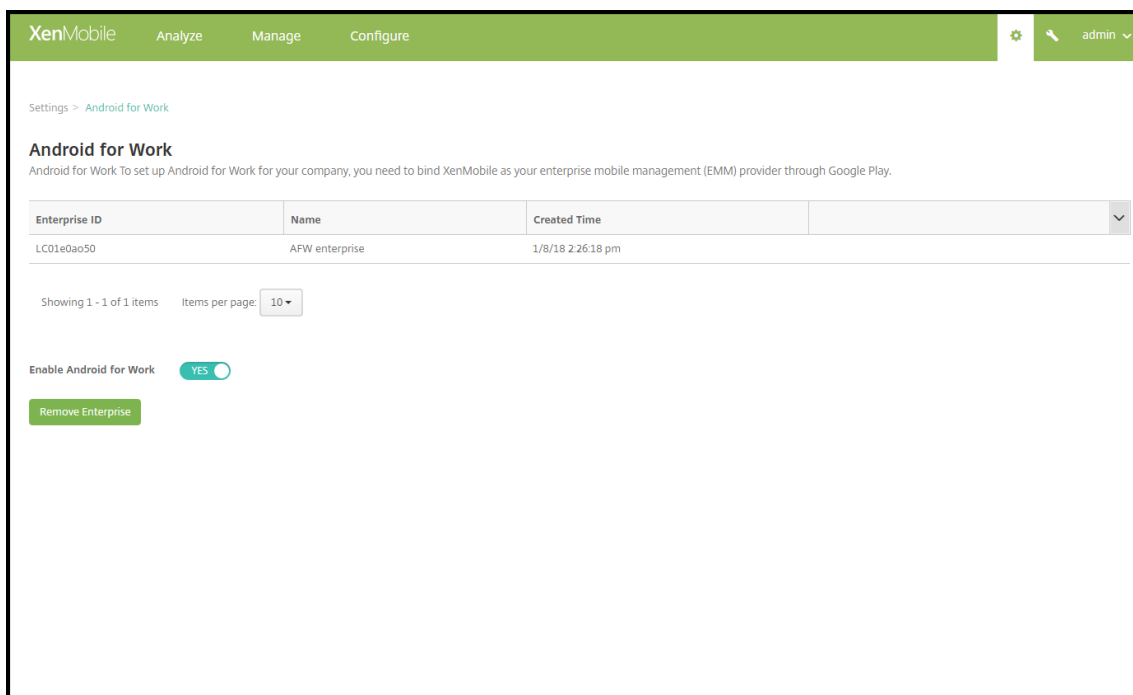 XenMobile Analyze Manage Configure admin
Settings > Android for Work
Android for Work
Android for Work To set up Android for Work for your company, you need to bind XenMobile as your enterprise mobile management (EMM) provider through Google Play.
Enterprise ID Name Created Time
LC01e0ao50 AFW enterprise 1/8/18 2:26:18 pm
Showing 1 - 1 of 1 items Items per page: 10
Enable Android for Work YES
Remove Enterprise